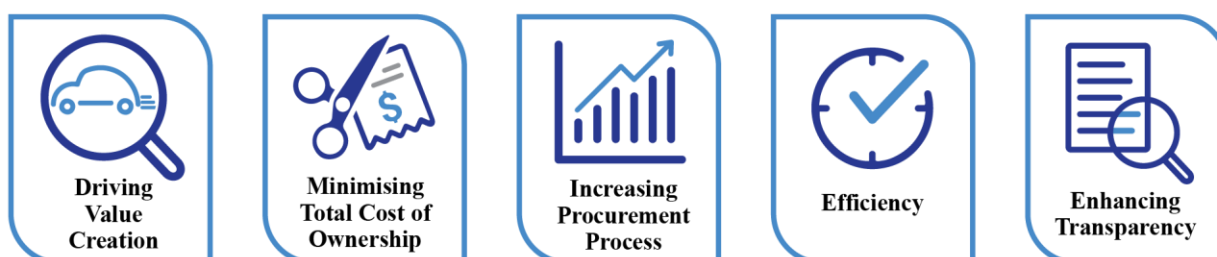 Driving
Value
Creation
$
Minimising
Total Cost of
Ownership
Increasing
Procurement
Process
Efficiency
Enhancing
Transparency